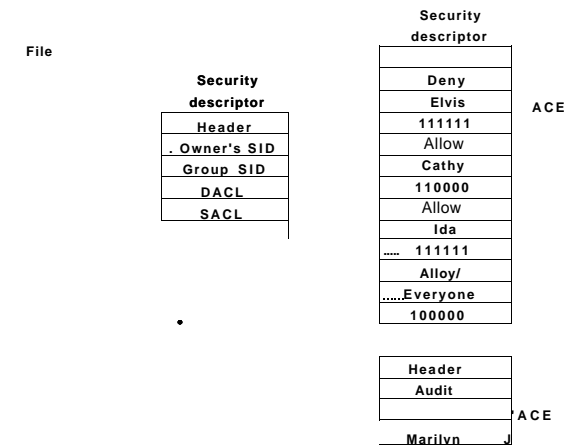 File
Security
descriptor
Header
. Owner's SID
Group SID
DACL
SACL
Security
descriptor
Deny
Elvis
111111
Allow
Cathy
110000
Allow
Ida
..... 111111
Alloy/
......Everyone
100000
ACE
Header
Audit
Marilyn J
'ACE